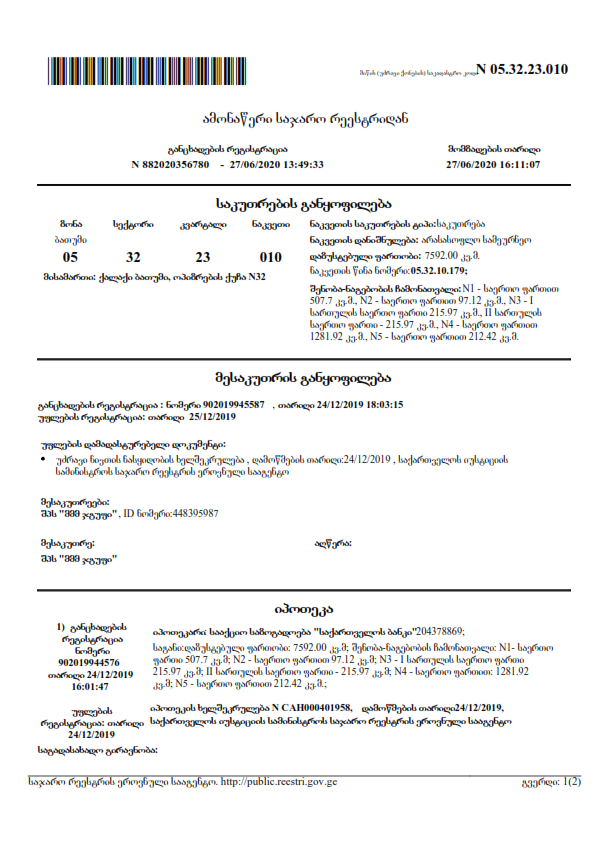 მიწის (უძრავი ქონების) საკადასტრო კოდი N 05.32.23.010
ამონაწერი საჯარო რეესტრიდან
განცხადების რეგისტრაცია
N 882020356780 - 27/06/2020 13:49:33
მომზადების თარიღი
27/06/2020 16:11:07
საკუთრების განყოფილება
ზონა სექტორი კვარტალი ნაკვეთი
ბათუმი
05 32 23 010
მისამართი: ქალაქი ბათუმი, ოპიზრების ქუჩა N32
ნაკვეთის საკუთრების ტიპი:საკუთრება
ნაკვეთის დანიშნულება: არასასოფლო სამეურნეო
დაზუსტებული ფართობი: 7592.00 კვ.მ.
ნაკვეთის წინა ნომერი:05.32.10.179;
შენობა-ნაგებობის ჩამონათვალი: N1 - საერთო ფართით
507.7 კვ.მ., N2 - საერთო ფართით 97.12 კვ.მ., N3 - I
სართულის საერთო ფართი 215.97 კვ.მ., II სართულის
საერთო ფართი - 215.97 კვ.მ., N4 - საერთო ფართით
1281.92 კვ.მ., N5 - საერთო ფართით 212.42 კვ.მ.
მესაკუთრის განყოფილება
განცხადების რეგისტრაცია : ნომერი 902019945587 , თარიღი 24/12/2019 18:03:15
უფლების რეგისტრაცია: თარიღი 25/12/2019
უფლების დამადასტურებელი დოკუმენტი:
• უძრავი ნივთის ნასყიდობის ხელშეკრულება , დამოწმების თარიღი:24/12/2019 , საქართველოს იუსტიციის
სამინისტროს საჯარო რეესტრის ეროვნული სააგენტო
მესაკუთრეები:
შპს "მმმ ჯგუფი" , ID ნომერი:448395987
მესაკუთრე:
შპს "მმმ ჯგუფი"
აღწერა:
იპოთეკა
1) განცხადების
რეგისტრაცია
ნომერი
902019944576
თარიღი 24/12/2019
16:01:47
იპოთეკარი: სააქციო საზოგადოება "საქართველოს ბანკი"204378869;
საგანი:დაზუსტებული ფართობი: 7592.00 კვ.მ; შენობა-ნაგებობის ჩამონათვალი: N1- საერთო
ფართი 507.7 კვ.მ; N2 - საერთო ფართით 97.12 კვ.მ; N3 - I სართულის საერთო ფართი
215.97 კვ.მ; II სართულის საერთო ფართი - 215.97 კვ.მ; N4 - საერთო ფართით: 1281.92
კვ.მ; N5 - საერთო ფართით 212.42 კვ.მ.;
უფლების
რეგისტრაცია: თარიღი
24/12/2019
იპოთეკის ხელშეკრულება N CAH000401958, დამოწმების თარიღი24/12/2019,
საქართველოს იუსტიციის სამინისტროს საჯარო რეესტრის ეროვნული სააგენტო
საგადასახადო გირავნობა:
საჯარო რეესტრის ეროვნული სააგენტო. http://public.reestri.gov.ge
გვერდი: 1(2)